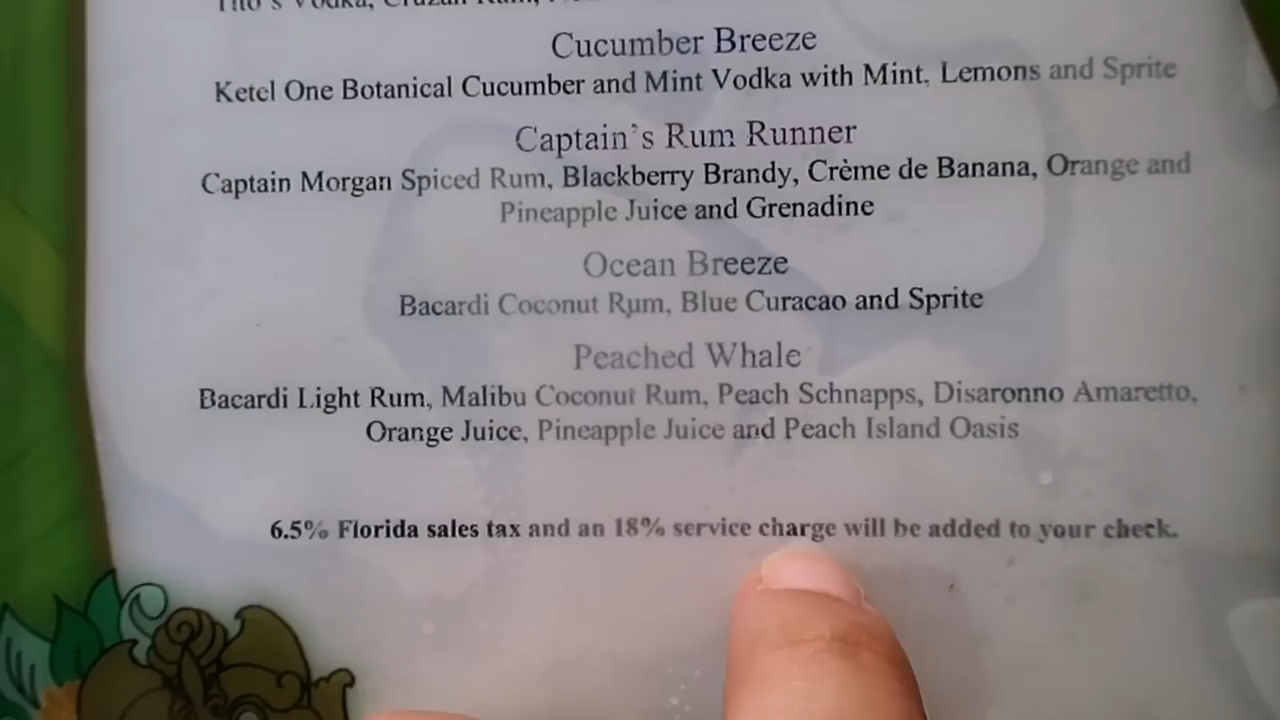 Tito's Vodka, Cruzan Rum,
Cucumber Breeze
Ketel One Botanical Cucumber and Mint Vodka with Mint, Lemons and Sprite
Captain's Rum Runner
Captain Morgan Spiced Rum, Blackberry Brandy, Crème de Banana, Orange and
Pineapple Juice and Grenadine
Ocean Breeze
Bacardi Coconut Rum, Blue Curacao and Sprite
Peached Whale
Bacardi Light Rum, Malibu Coconut Rum, Peach Schnapps, Disaronno Amaretto,
Orange Juice, Pineapple Juice and Peach Island Oasis
6.5% Florida sales tax and an 18% service charge will be added to your check.